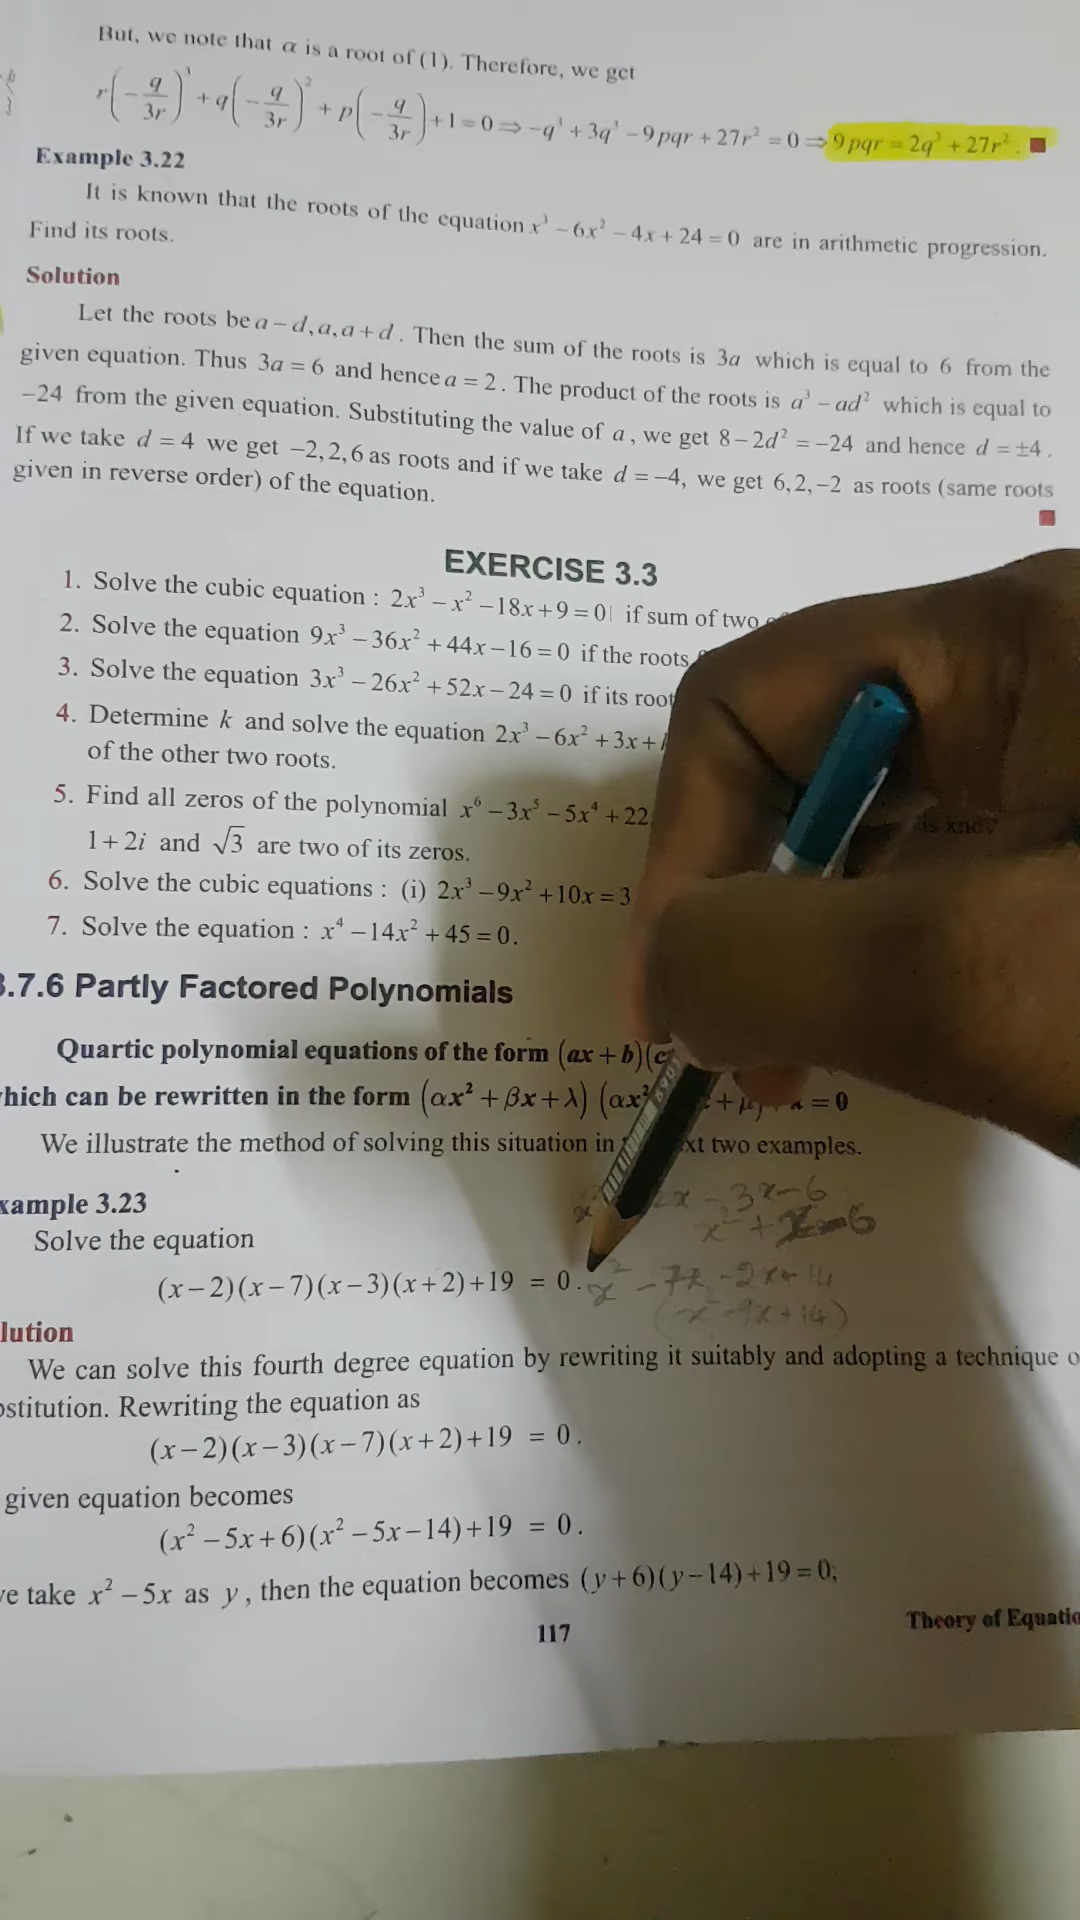 But, we note that α is a root of (1). Therefore, we get
r(-q/3r)³ + q(-q/3r)² + p(-q/3r) + 1 = 0 ⇒ -q³ + 3q³ - 9pqr + 27r² = 0 ⇒ 9pqr = 2q³ + 27r². ■
Example 3.22
It is known that the roots of the equation x³ - 6x² - 4x + 24 = 0 are in arithmetic progression.
Find its roots.
Solution
Let the roots be a - d, a, a + d. Then the sum of the roots is 3a which is equal to 6 from the
given equation. Thus 3a = 6 and hence a = 2. The product of the roots is a³ - ad² which is equal to
-24 from the given equation. Substituting the value of a, we get 8 - 2d² = -24 and hence d = ±4.
If we take d = 4 we get -2, 2, 6 as roots and if we take d = -4, we get 6, 2, -2 as roots (same roots
given in reverse order) of the equation. ■
EXERCISE 3.3
1. Solve the cubic equation : 2x³ - x² - 18x + 9 = 0 if sum of two
2. Solve the equation 9x³ - 36x² + 44x - 16 = 0 if the roots
3. Solve the equation 3x³ - 26x² + 52x - 24 = 0 if its
4. Determine k and solve the equation 2x³ - 6x² + 3x +
of the other two roots.
5. Find all zeros of the polynomial x⁶ - 3x⁵ - 5x⁴ + 22
1 + 2i and √3 are two of its zeros.
6. Solve the cubic equations : (i) 2x³ - 9x² + 10x = 3
7. Solve the equation : x⁴ - 14x² + 45 = 0.
3.7.6 Partly Factored Polynomials
Quartic polynomial equations of the form (ax + b)(c
which can be rewritten in the form (αx² + βx + λ) (αx² = 0
We illustrate the method of solving this situation in two examples.
xample 3.23
2x - 3x - 6
Solve the equation
x² + x - 6
(x - 2)(x - 7)(x - 3)(x + 2) + 19 = 0.
x² - 7x - 2x + 14
(x² - 9x + 14)
lution
We can solve this fourth degree equation by rewriting it suitably and adopting a technique o
ostitution. Rewriting the equation as
(x - 2)(x - 3)(x - 7)(x + 2) + 19 = 0.
given equation becomes
(x² - 5x + 6)(x² - 5x - 14) + 19 = 0.
ve take x² - 5x as y, then the equation becomes (y + 6)(y - 14) + 19 = 0;
117
Theory of Equatio